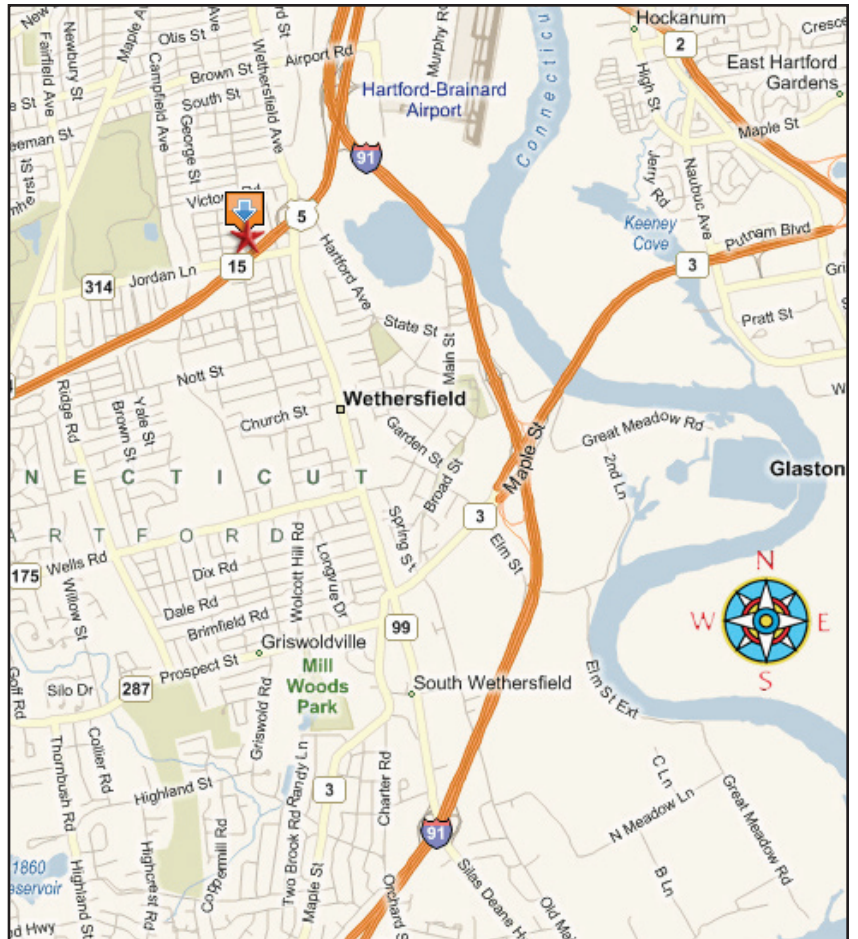 Hockanum
2
East Hartford
Gardens
Maple St
High St
Jerry Rd
Naubuc Ave
Putnam Blvd
Keeney
Cove
3
Pratt St
Connecticut
Murphy Rd
Hartford-Brainard
Airport
91
Airport Rd
Otis St
Brown St
South St
Wethersfield Ave
Maple Ave
Newbury St
Fairfield Ave
Campfield Ave
George St
5
15
314
Jordan Ln
Hartford Ave
State St
Main St
Nott St
Church St
Wethersfield
Garden St
Broad St
Maple St
Great Meadow Rd
2nd Ln
Glaston
Ridge Rd
Yale St
Brown St
NECTICUT
ARTFORD
3
Spring St
Elm St
Wells Rd
175
Willow St
Dix Rd
Dale Rd
Brimfield Rd
Wolcott Hill Rd
Longvue Dr
99
Griswoldville
Prospect St
287
Mill
Woods
Park
South Wethersfield
Goff Rd
Silo Dr
Griswold Rd
Randy Ln
Collier Rd
Thornbush Rd
Highland St
3
Charter Rd
Two Brook Rd
Coppermill Rd
Highcrest Rd
Highland St
Maple St
91
Orchard S
Silas Deane H
Old Ma
Elm St Ext
C Ln
N Meadow Ln
B Ln
Great Meadow Rd
1860
eservoir
d Hwy
N
W
E
S